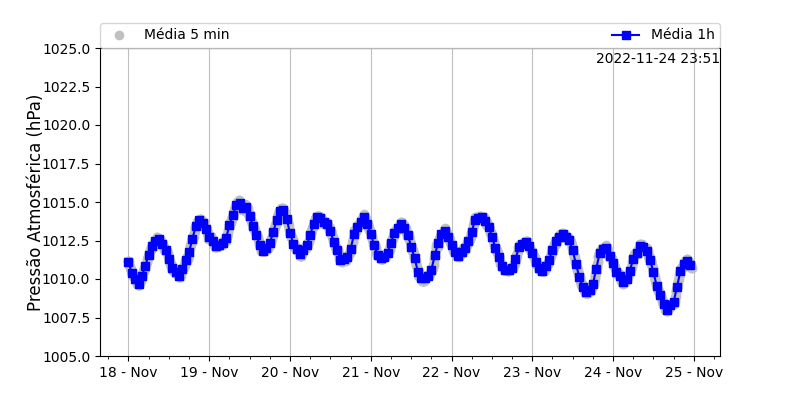 Média 5 min
Média 1h
2022-11-24 23:51
Pressão Atmosférica (hPa)
1025.0
1022.5
1020.0
1017.5
1015.0
1012.5
1010.0
1007.5
1005.0
18 - Nov
19 - Nov
20 - Nov
21 - Nov
22 - Nov
23 - Nov
24 - Nov
25 - Nov